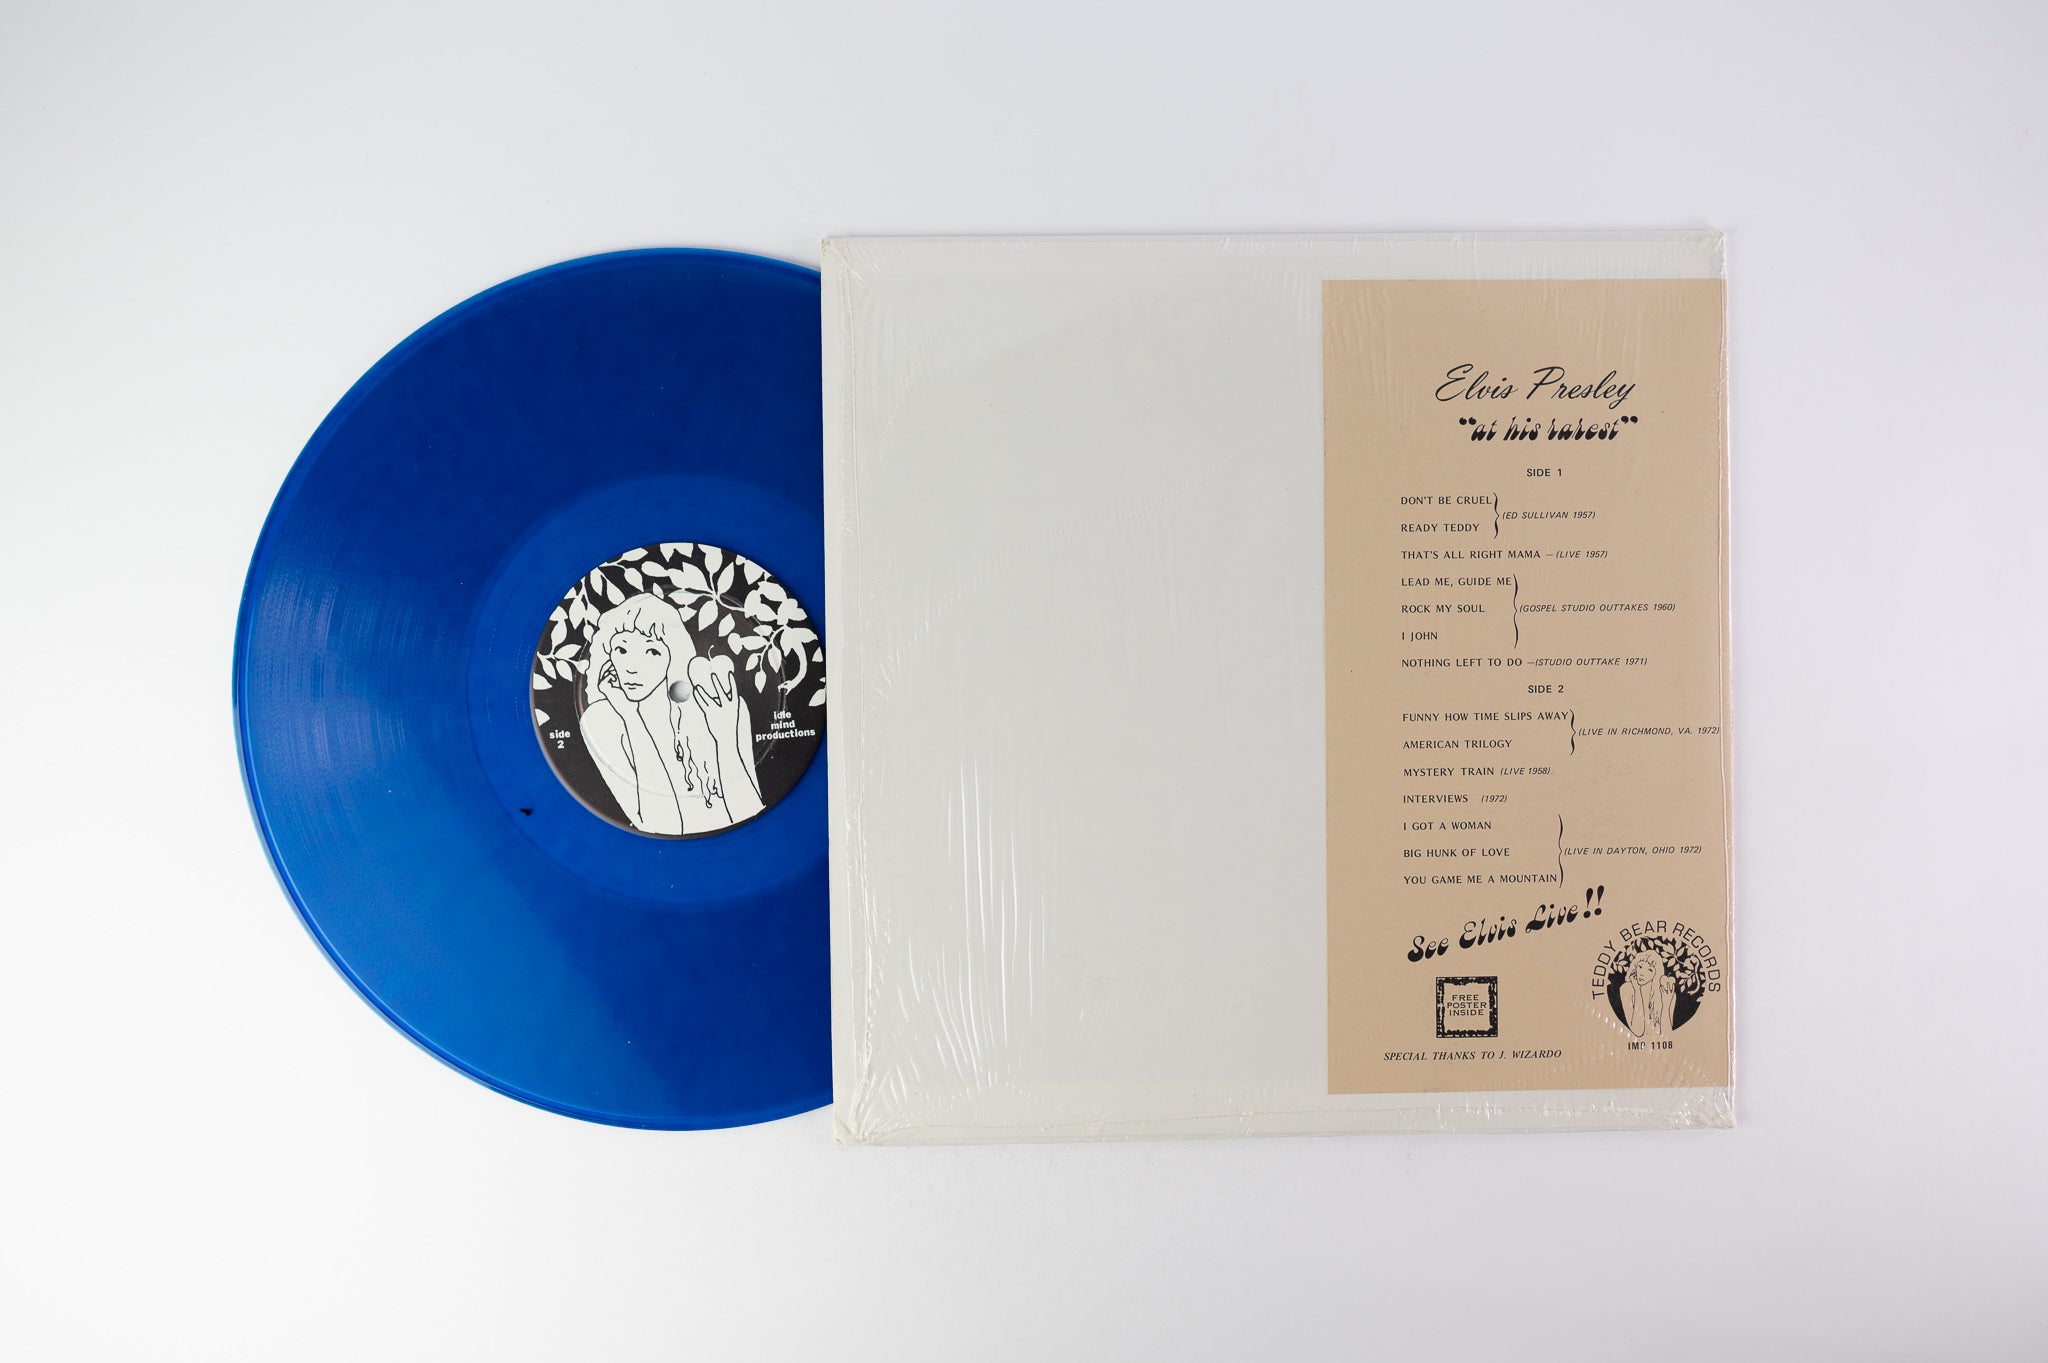 side
2
idle
mind
productions
Elvis Presley
"at his rarest"
SIDE 1
DON'T BE CRUEL
(ED SULLIVAN 1957)
READY TEDDY
THAT'S ALL RIGHT MAMA – (LIVE 1957)
LEAD ME, GUIDE ME
ROCK MY SOUL (GOSPEL STUDIO OUTTAKES 1960)
I JOHN
NOTHING LEFT TO DO –(STUDIO OUTTAKE 1971)
SIDE 2
FUNNY HOW TIME SLIPS AWAY
(LIVE IN RICHMOND, VA. 1972)
AMERICAN TRILOGY
MYSTERY TRAIN (LIVE 1958)
INTERVIEWS (1972)
I GOT A WOMAN
BIG HUNK OF LOVE (LIVE IN DAYTON, OHIO 1972)
YOU GAME ME A MOUNTAIN
See Elvis Live!!
FREE
POSTER
INSIDE
TEDDY BEAR RECORDS
IMP 1108
SPECIAL THANKS TO J. WIZARDO